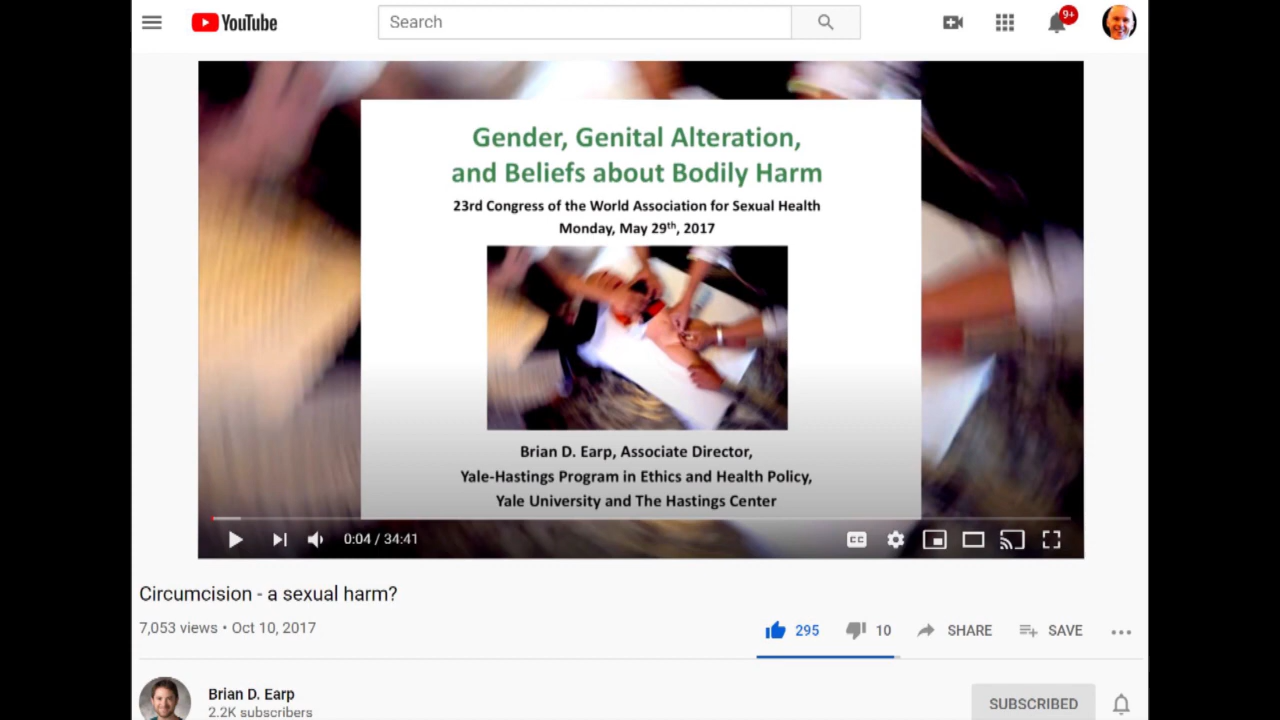 YouTube
Search
9+
Gender, Genital Alteration,
and Beliefs about Bodily Harm
23rd Congress of the World Association for Sexual Health
Monday, May 29th, 2017
Brian D. Earp, Associate Director,
Yale-Hastings Program in Ethics and Health Policy,
Yale University and The Hastings Center
0:04 / 34:41
CC
Circumcision - a sexual harm?
7,053 views • Oct 10, 2017
295
10
SHARE
SAVE
Brian D. Earp
2.2K subscribers
SUBSCRIBED